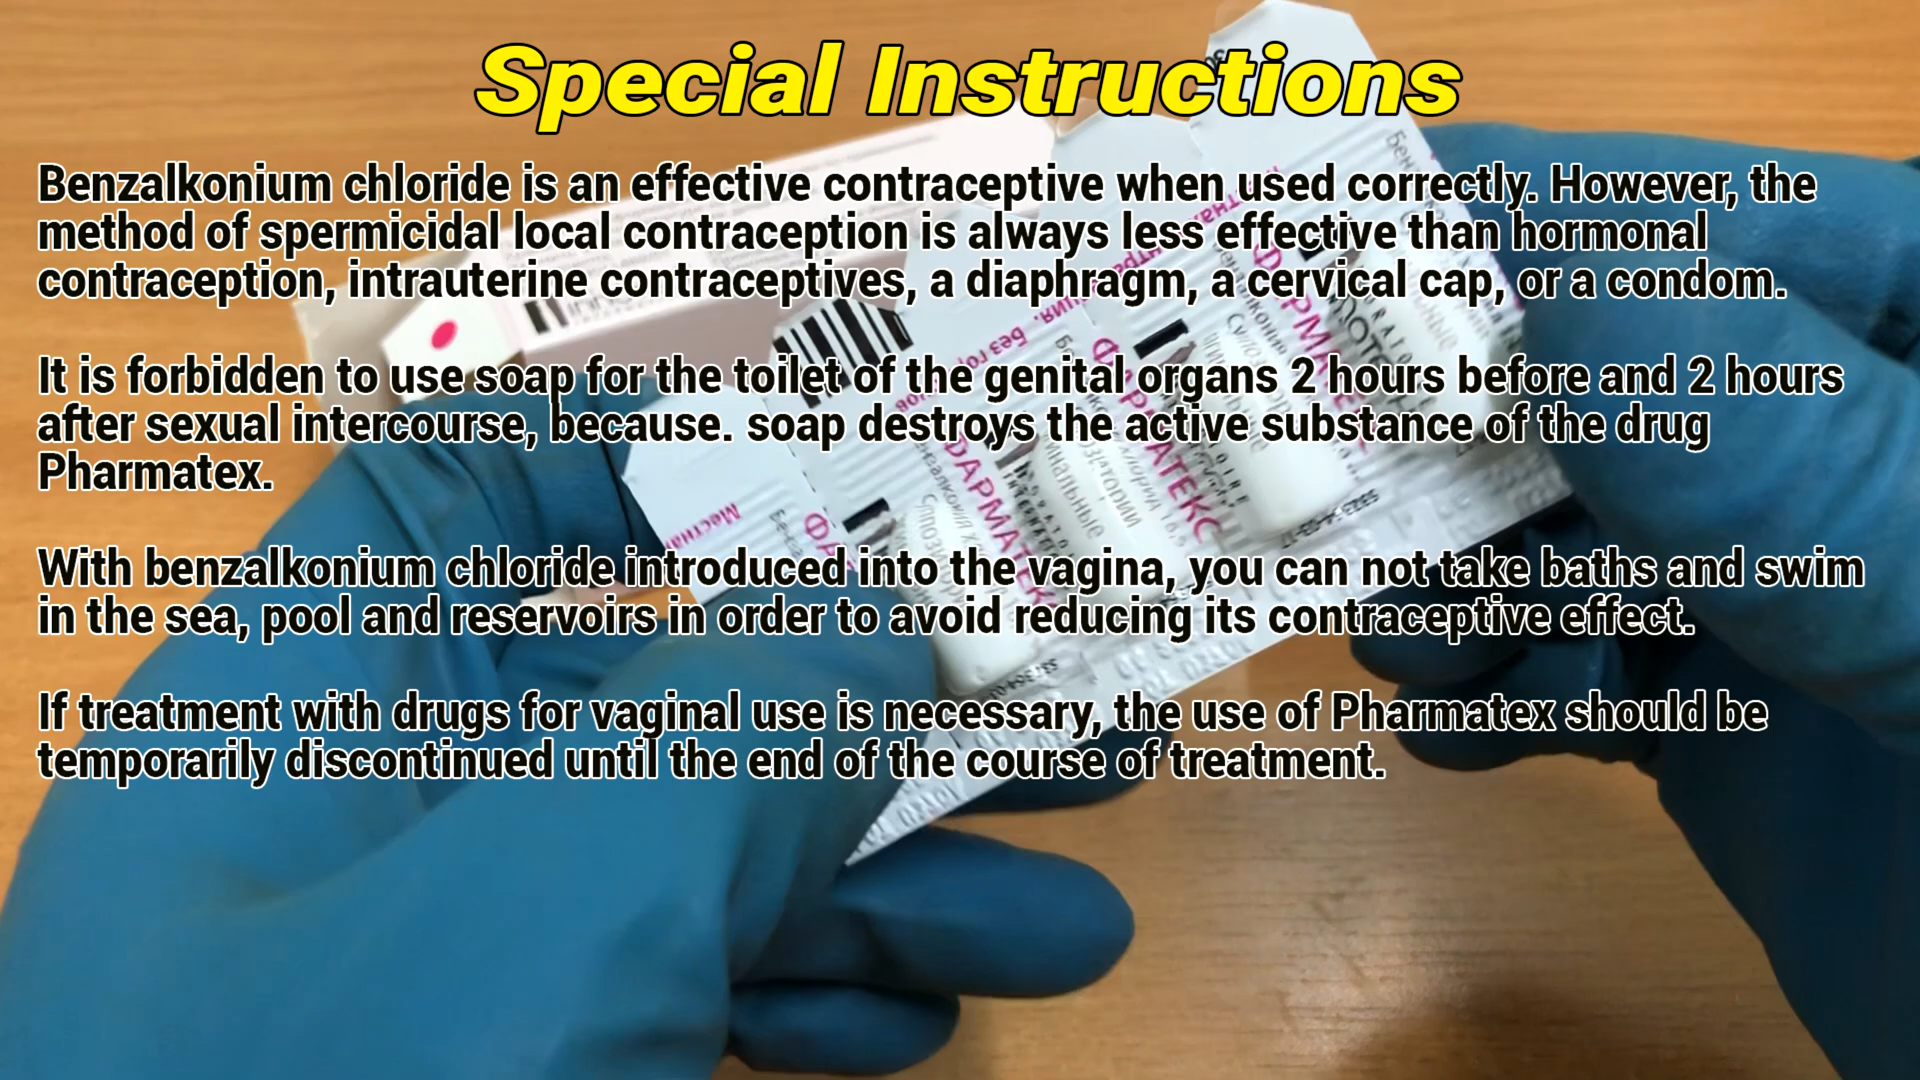 Special Instructions
Benzalkonium chloride is an effective contraceptive when used correctly. However, the
method of spermicidal local contraception is always less effective than hormonal
contraception, intrauterine contraceptives, a diaphragm, a cervical cap, or a condom.
It is forbidden to use soap for the toilet of the genital organs 2 hours before and 2 hours
after sexual intercourse, because. soap destroys the active substance of the drug
Pharmatex.
With benzalkonium chloride introduced into the vagina, you can not take baths and swim
in the sea, pool and reservoirs in order to avoid reducing its contraceptive effect.
If treatment with drugs for vaginal use is necessary, the use of Pharmatex should be
temporarily discontinued until the end of the course of treatment.
ФАРМАТЕКС